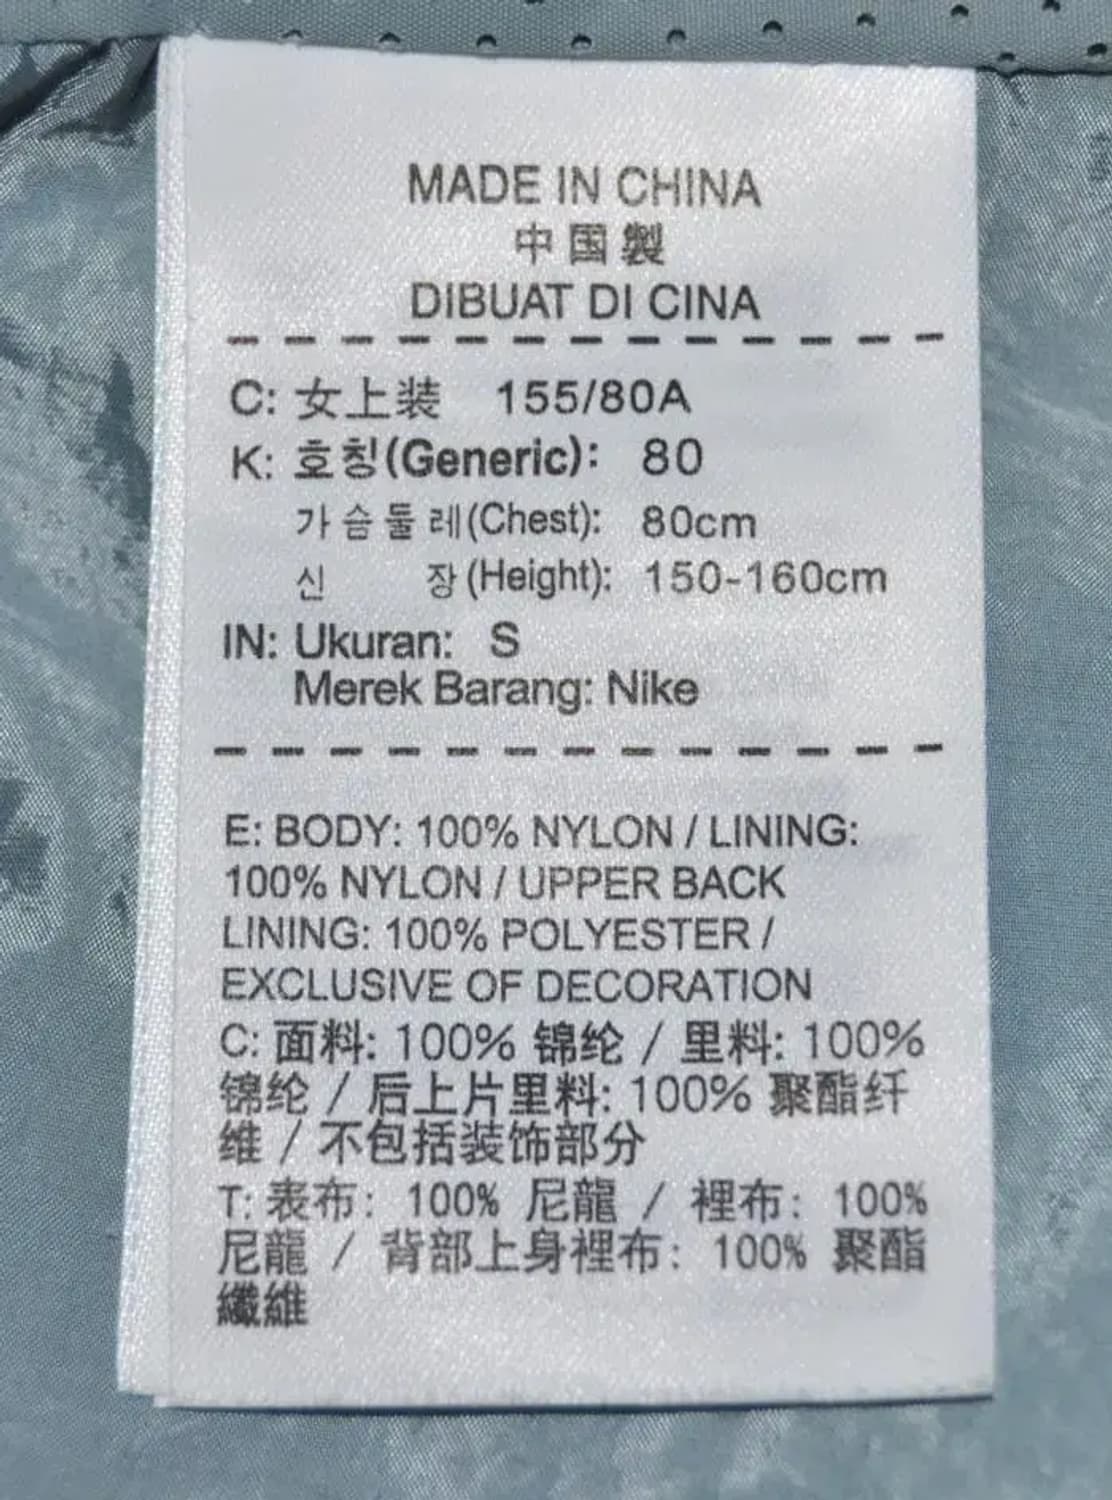 MADE IN CHINA
中国製
DIBUAT DI CINA
C: 女上装 155/80A
K: 호칭(Generic): 80
가슴둘레(Chest): 80cm
신 장(Height): 150-160cm
IN: Ukuran: S
Merek Barang: Nike
E: BODY: 100% NYLON / LINING:
100% NYLON / UPPER BACK
LINING: 100% POLYESTER /
EXCLUSIVE OF DECORATION
C: 面料: 100% 锦纶 / 里料: 100%
锦纶 / 后上片里料: 100% 聚酯纤
维 / 不包括装饰部分
T: 表布: 100% 尼龍 / 裡布: 100%
尼龍 / 背部上身裡布: 100% 聚酯
纖維